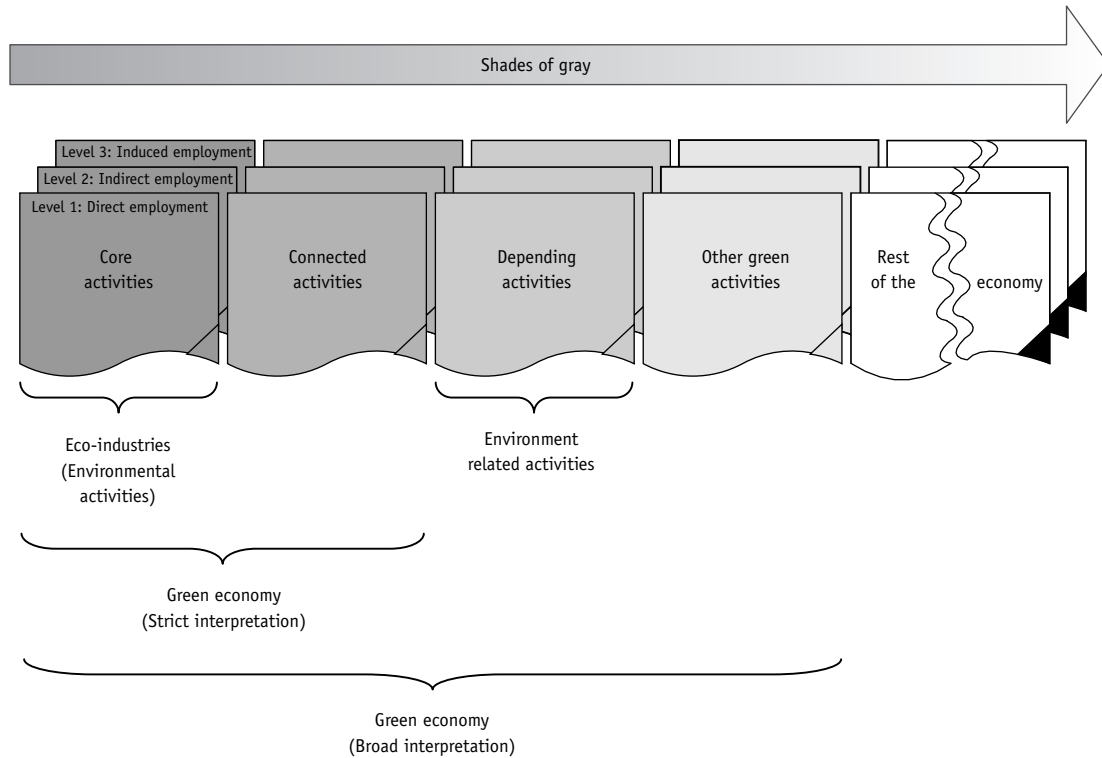 Shades of gray
Level 3: Induced employment
Level 2: Indirect employment
Level 1: Direct employment
Core
activities
Connected
activities
Depending
activities
Other green
activities
Rest
of the
economy
Eco-industries
(Environmental
activities)
Environment
related activities
Green economy
(Strict interpretation)
Green economy
(Broad interpretation)